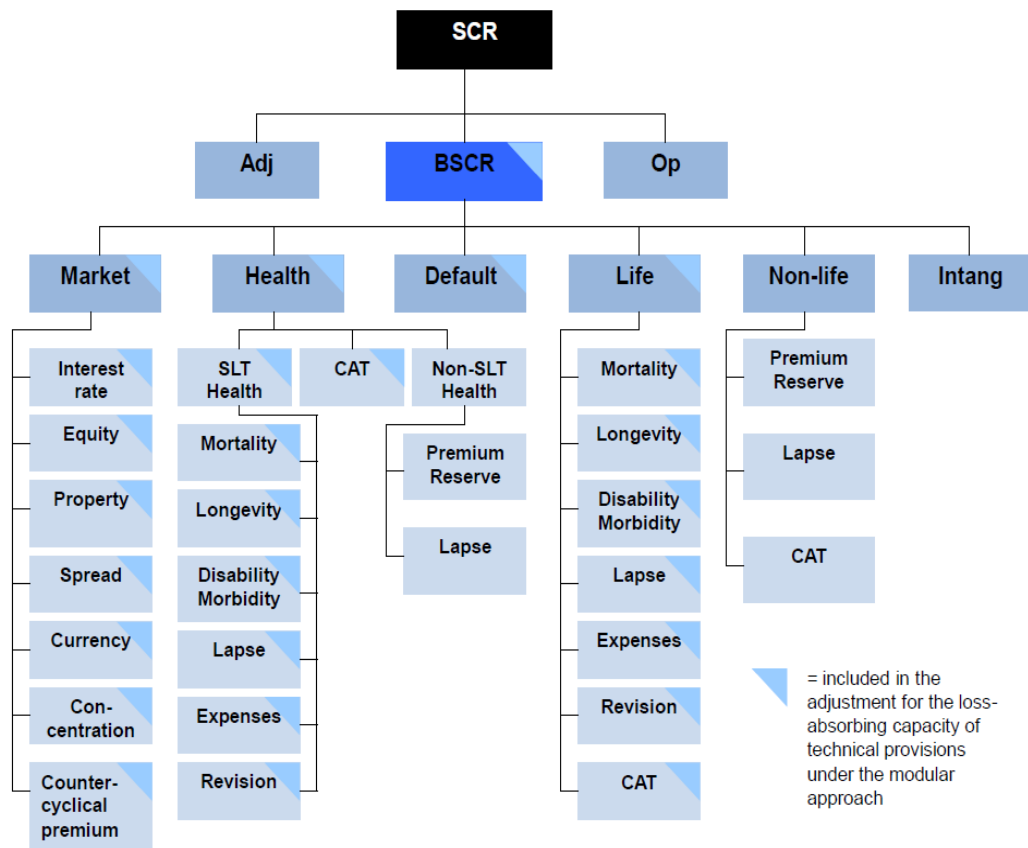 SCR
Adj
BSCR
Op
Market
Health
Default
Life
Non-life
Intang
Interest
rate
Equity
Property
Spread
Currency
Con-
centration
Counter-
cyclical
premium
SLT
Health
CAT
Non-SLT
Health
Mortality
Longevity
Disability
Morbidity
Lapse
Expenses
Revision
Premium
Reserve
Lapse
Mortality
Longevity
Disability
Morbidity
Lapse
Expenses
Revision
CAT
Premium
Reserve
Lapse
CAT
= included in the
adjustment for the loss-
absorbing capacity of
technical provisions
under the modular
approach